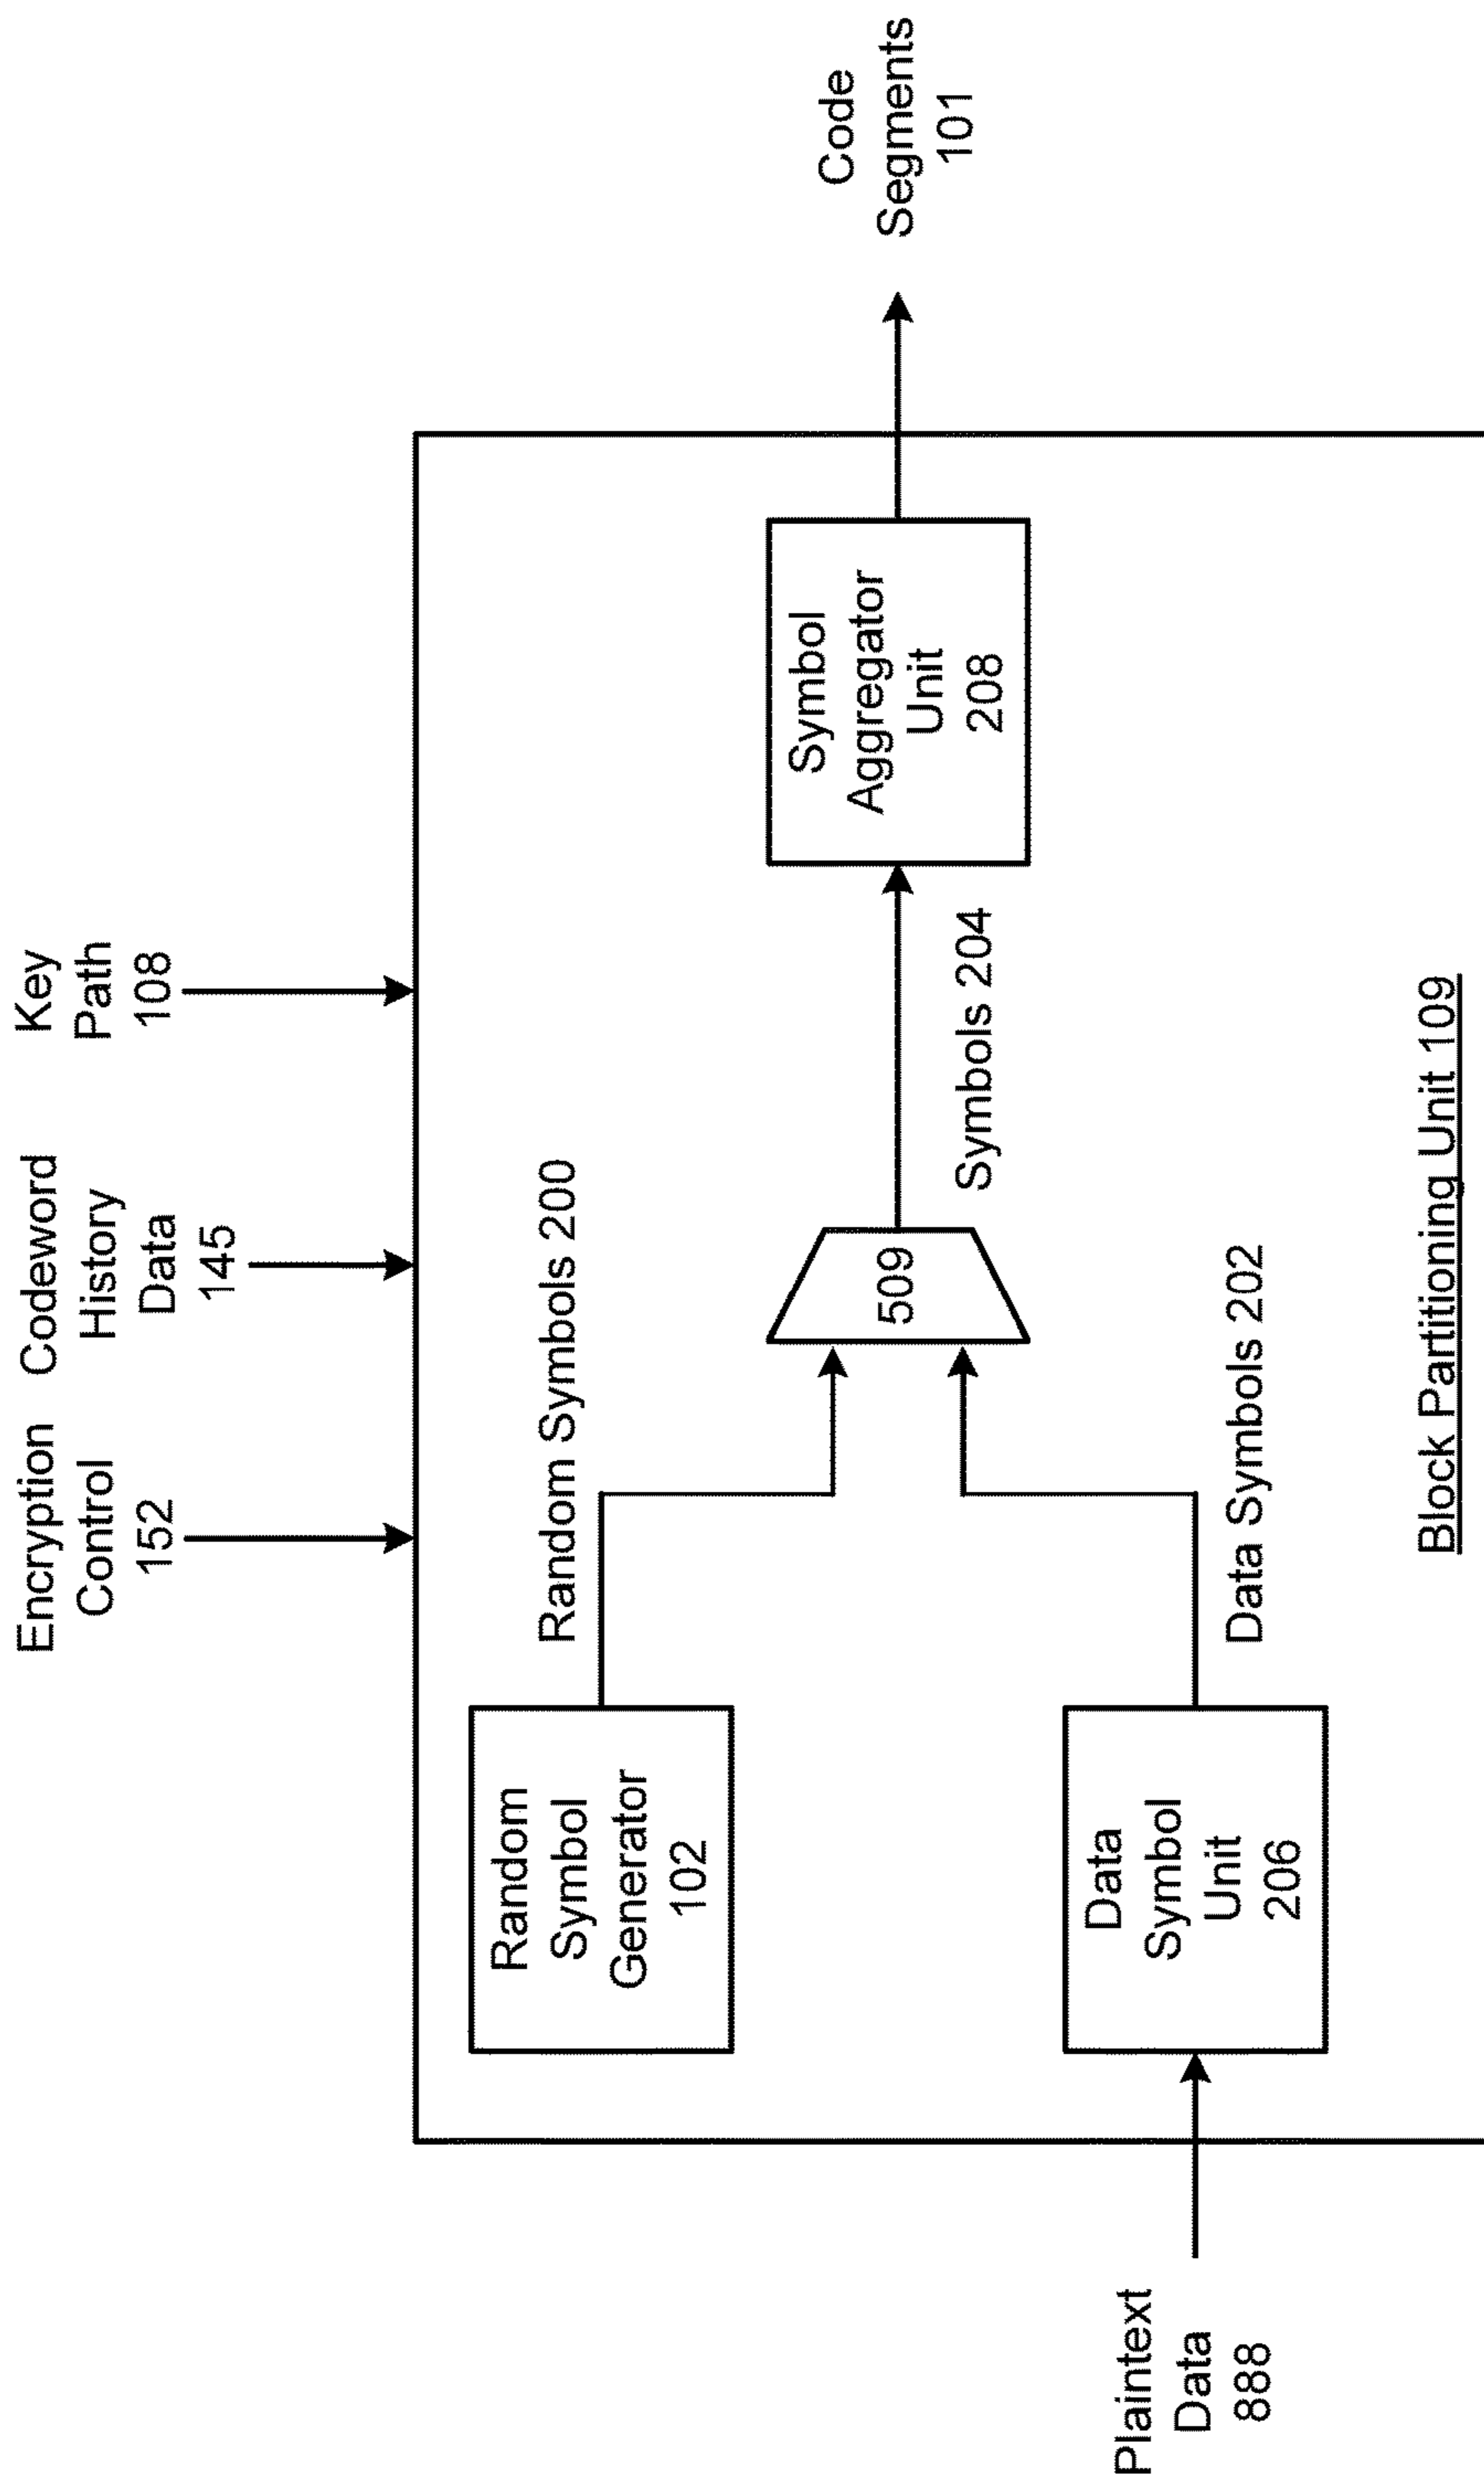 Encryption
Control
152
Codeword
History
Data
145
Key
Path
108
Random
Symbol
Generator
102
Random Symbols 200
509
Symbols 204
Symbol
Aggregator
Unit
208
Code
Segments
101
Plaintext
Data
888
Data
Symbol
Unit
206
Data Symbols 202
Block Partitioning Unit 109